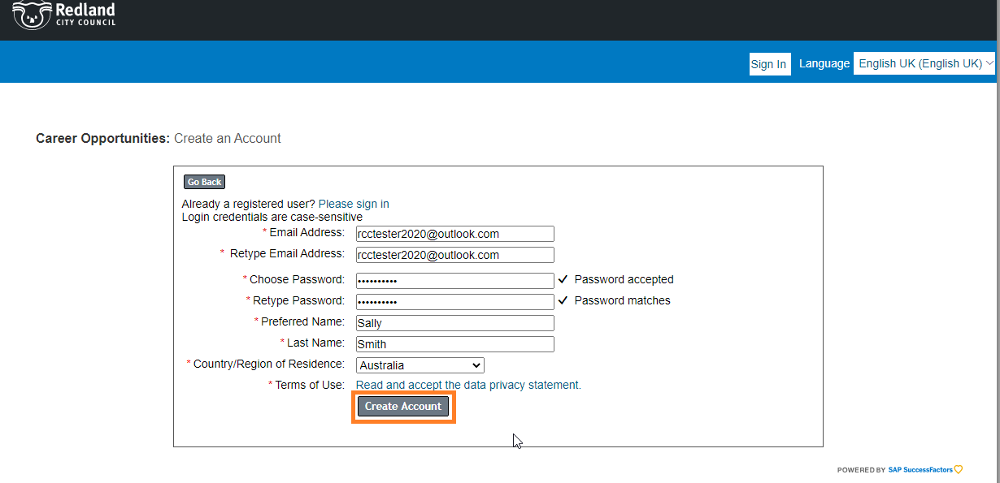 Redland
CITY COUNCIL
Sign In Language English UK (English UK)
Career Opportunities: Create an Account
Go Back
Already a registered user? Please sign in
Login credentials are case-sensitive
* Email Address: rcctester2020@outlook.com
* Retype Email Address: rcctester2020@outlook.com
* Choose Password: •••••••••• ✓ Password accepted
* Retype Password: •••••••••• ✓ Password matches
* Preferred Name: Sally
* Last Name: Smith
* Country/Region of Residence: Australia
* Terms of Use: Read and accept the data privacy statement.
Create Account
POWERED BY SAP SuccessFactors